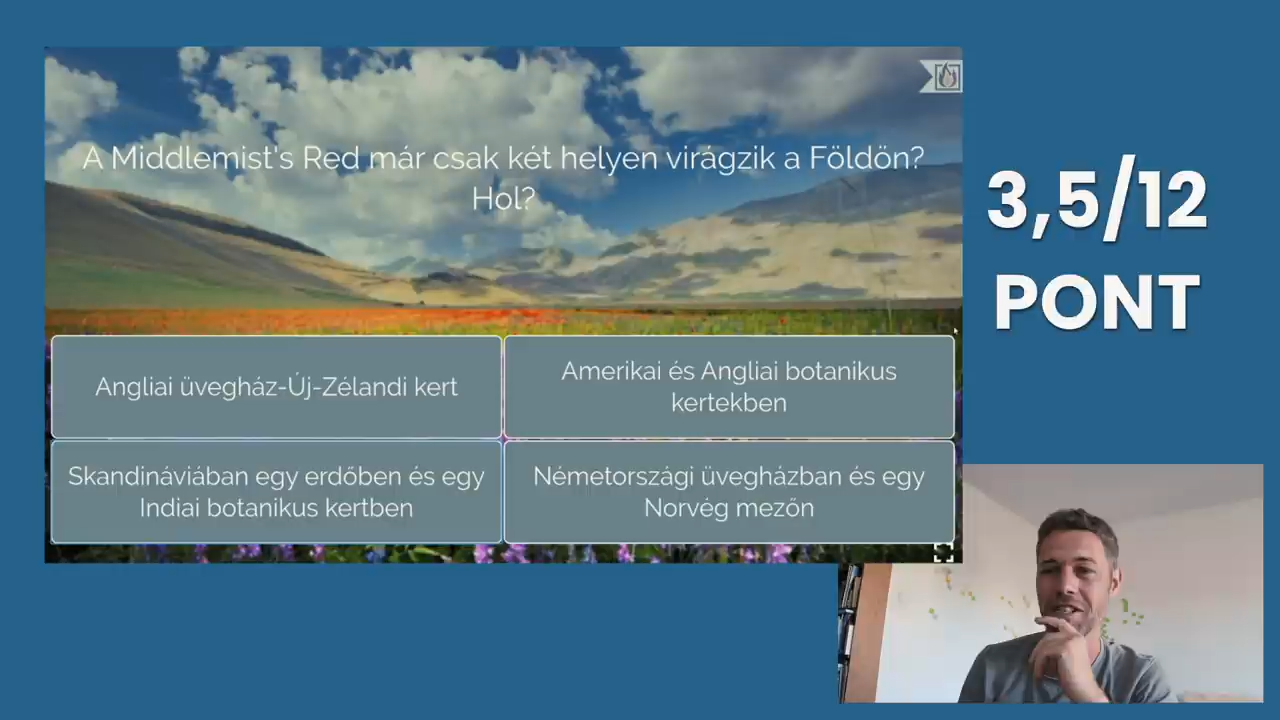 A Middlemist's Red már csak két helyen virágzik a Földön?
Hol?
3,5/12
PONT
Angliai üvegház-Új-Zélandi kert
Amerikai és Angliai botanikus
kertekben
Skandináviában egy erdőben és egy
Indiai botanikus kertben
Németországi üvegházban és egy
Norvég mezőn